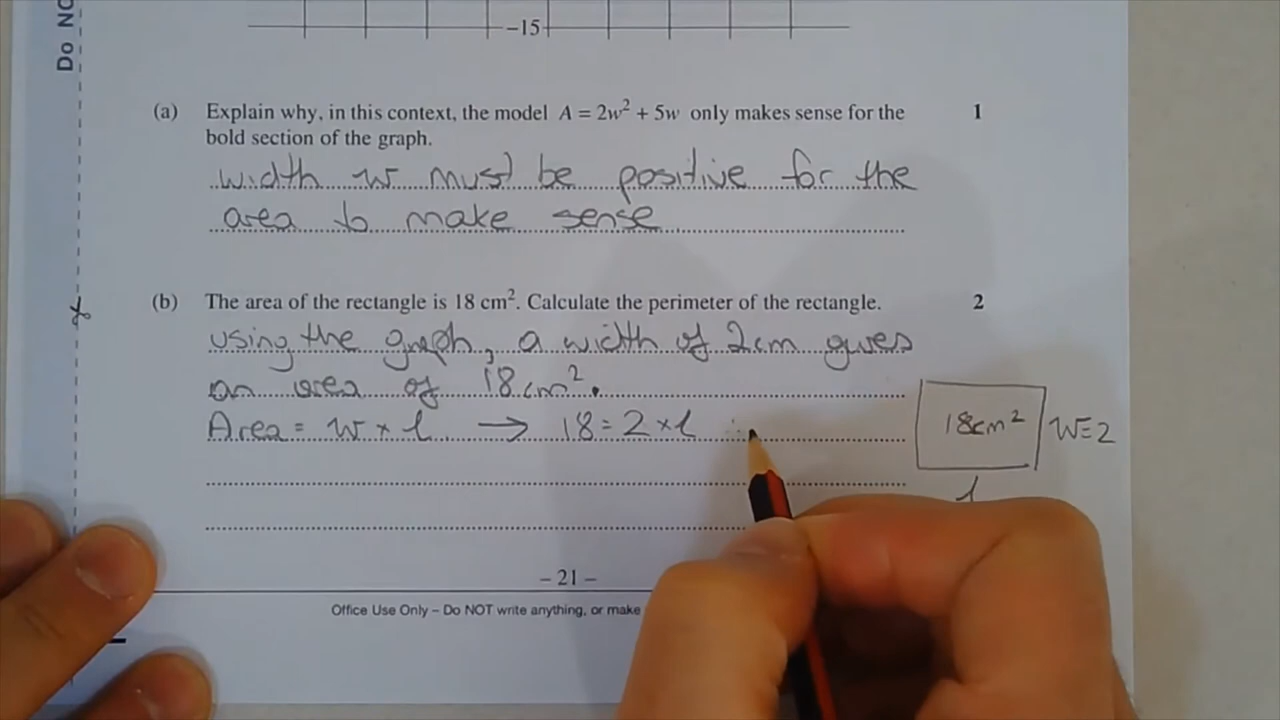 Do NO
-15
(a) Explain why, in this context, the model A = 2w² + 5w only makes sense for the 1
bold section of the graph.
width w must be positive for the
area to make sense
(b) The area of the rectangle is 18 cm². Calculate the perimeter of the rectangle. 2
using the graph, a width of 2cm gives
an area of 18cm².
Area = w × l → 18 = 2 × l
18cm² W=2
l
– 21 –
Office Use Only – Do NOT write anything, or make